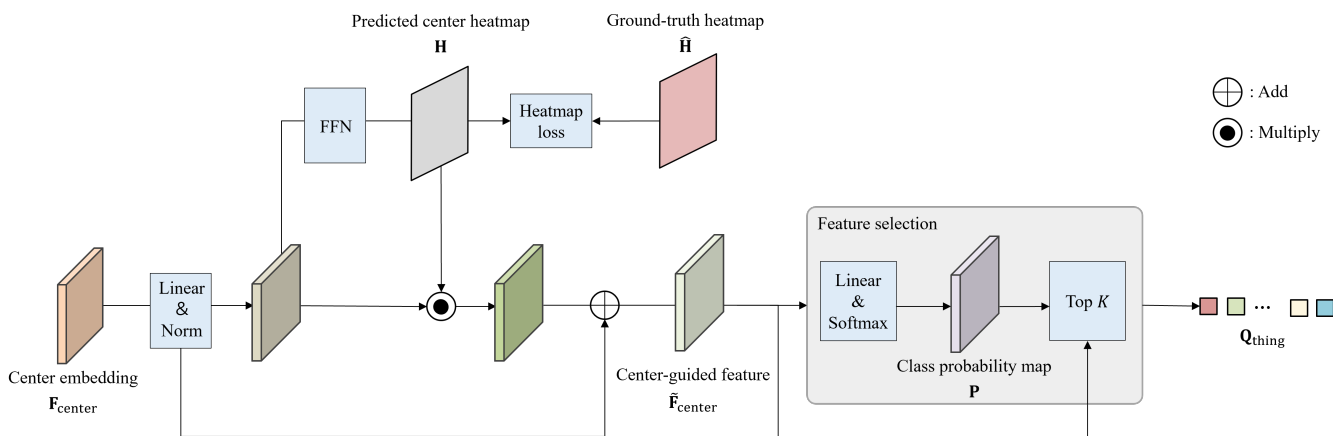 Predicted center heatmap
H
Ground-truth heatmap
Ĥ
FFN
Heatmap
loss
: Add
: Multiply
Feature selection
Linear
&
Norm
Linear
&
Softmax
Top K
...
Q_thing
Center embedding
F_center
Center-guided feature
F̃_center
Class probability map
P